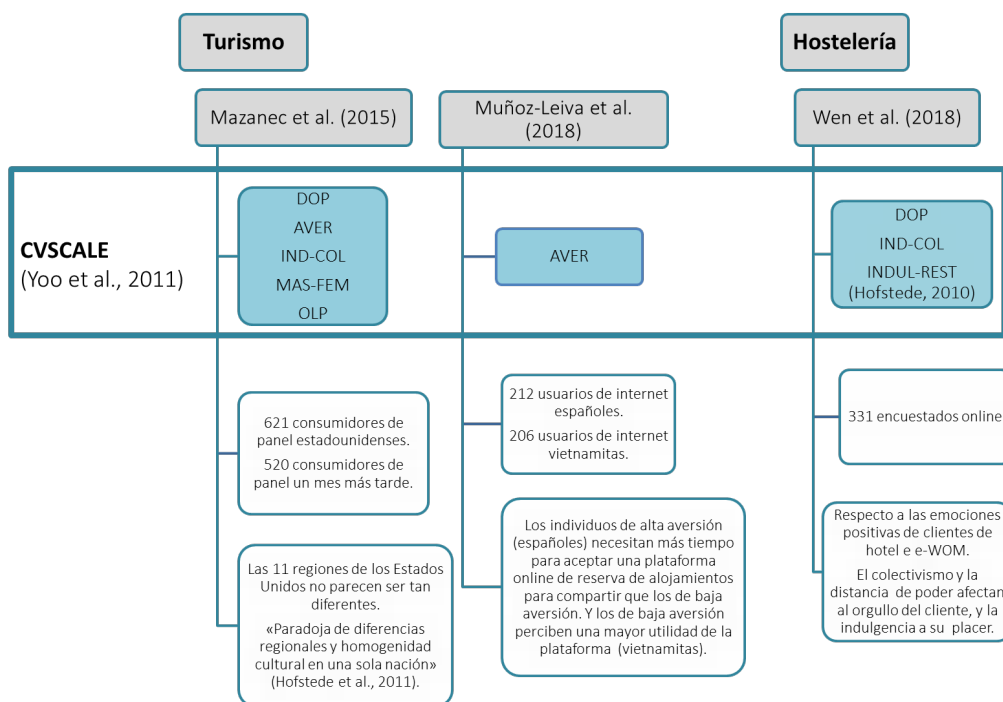 Turismo
Hostelería
Mazanec et al. (2015)
Muñoz-Leiva et al.
(2018)
Wen et al. (2018)
CVSCALE
(Yoo et al., 2011)
DOP
AVER
IND-COL
MAS-FEM
OLP
AVER
DOP
IND-COL
INDUL-REST
(Hofstede, 2010)
621 consumidores de
panel estadounidenses.
520 consumidores de
panel un mes más tarde.
212 usuarios de internet
españoles.
206 usuarios de internet
vietnamitas.
331 encuestados online
Las 11 regiones de los Estados
Unidos no parecen ser tan
diferentes.
«Paradoja de diferencias
regionales y homogenidad
cultural en una sola nación»
(Hofstede et al., 2011).
Los individuos de alta aversión
(españoles) necesitan más tiempo
para aceptar una plataforma
online de reserva de alojamientos
para compartir que los de baja
aversión. Y los de baja aversión
perciben una mayor utilidad de la
plataforma (vietnamitas).
Respecto a las emociones
positivas de clientes de
hotel e e-WOM.
El colectivismo y la
distancia de poder afectan
al orgullo del cliente, y la
indulgencia a su placer.